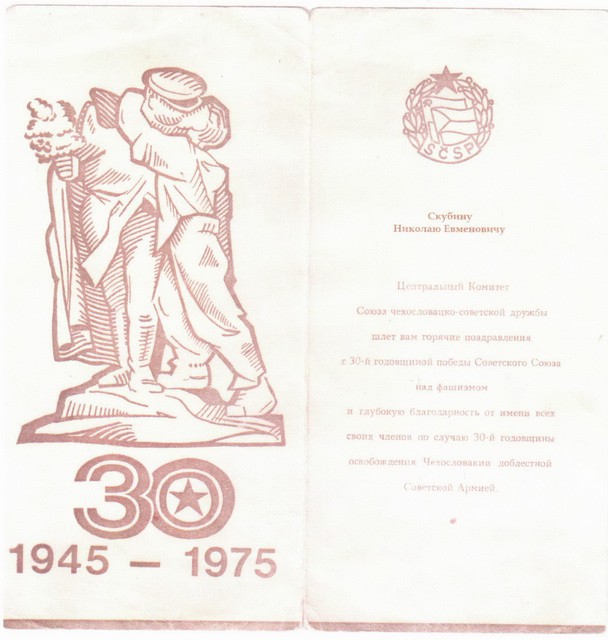 30
1945 – 1975
SČSP
Скубину
Николаю Евменовичу
Центральный Комитет
Союза чехословацко-советской дружбы
шлет вам горячие поздравления
с 30-й годовщиной победы Советского Союза
над фашизмом
и глубокую благодарность от имени всех
своих членов по случаю 30-й годовщины
освобождения Чехословакии доблестной
Советской Армией.